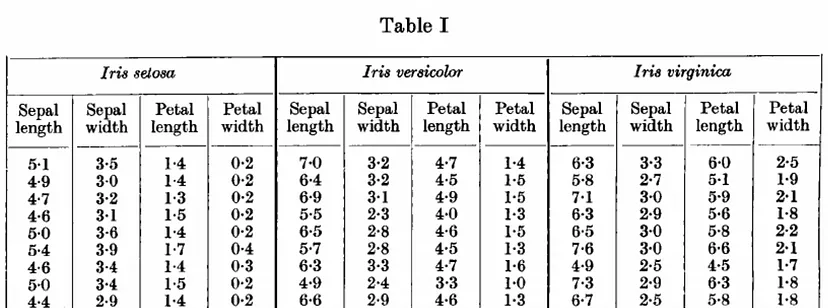 Table I
Iris setosa Iris versicolor Iris virginica
Sepal length Sepal width Petal length Petal width Sepal length Sepal width Petal length Petal width Sepal length Sepal width Petal length Petal width
5·1 3·5 1·4 0·2 7·0 3·2 4·7 1·4 6·3 3·3 6·0 2·5
4·9 3·0 1·4 0·2 6·4 3·2 4·5 1·5 5·8 2·7 5·1 1·9
4·7 3·2 1·3 0·2 6·9 3·1 4·9 1·5 7·1 3·0 5·9 2·1
4·6 3·1 1·5 0·2 5·5 2·3 4·0 1·3 6·3 2·9 5·6 1·8
5·0 3·6 1·4 0·2 6·5 2·8 4·6 1·5 6·5 3·0 5·8 2·2
5·4 3·9 1·7 0·4 5·7 2·8 4·5 1·3 7·6 3·0 6·6 2·1
4·6 3·4 1·4 0·3 6·3 3·3 4·7 1·6 4·9 2·5 4·5 1·7
5·0 3·4 1·5 0·2 4·9 2·4 3·3 1·0 7·3 2·9 6·3 1·8
4·4 2·9 1·4 0·2 6·6 2·9 4·6 1·3 6·7 2·5 5·8 1·8